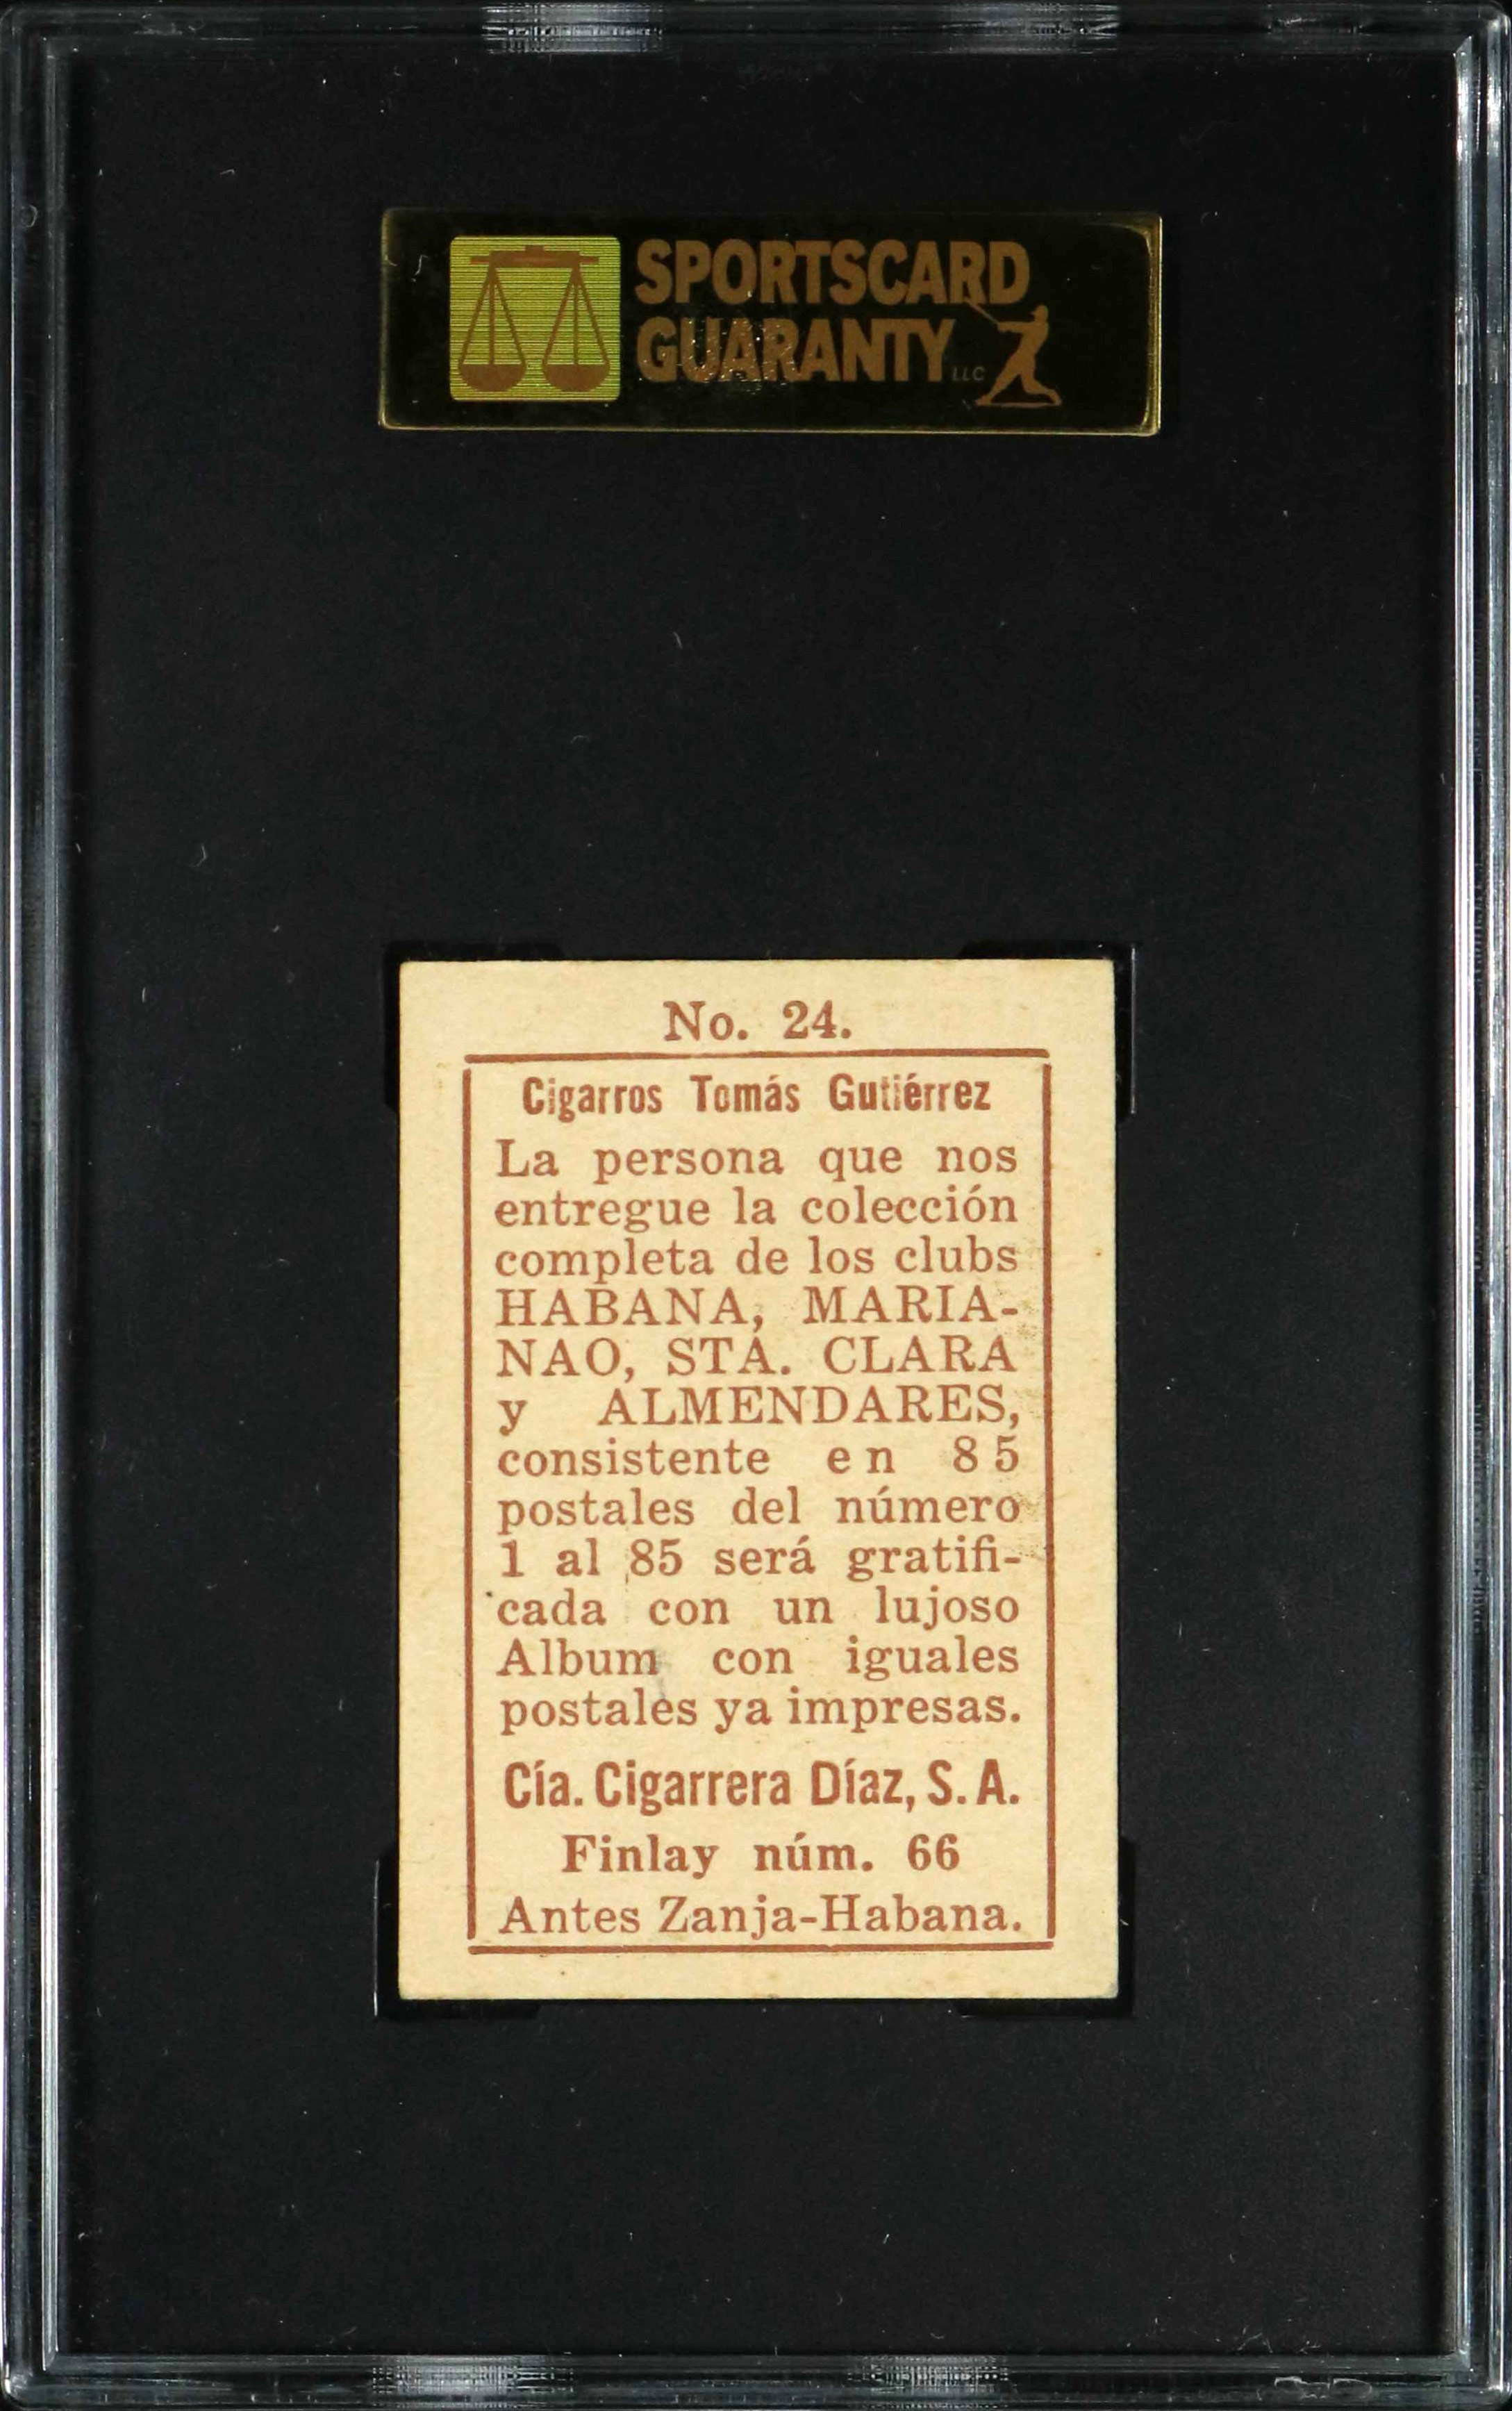 SPORTSCARD
GUARANTY LLC
No. 24.
Cigarros Tomás Gutiérrez
La persona que nos
entregue la colección
completa de los clubs
HABANA, MARIA-
NAO, STA. CLARA
y ALMENDARES,
consistente en 85
postales del número
1 al 85 será gratifi-
cada con un lujoso
Album con iguales
postales ya impresas.
Cía. Cigarrera Díaz, S. A.
Finlay núm. 66
Antes Zanja-Habana.